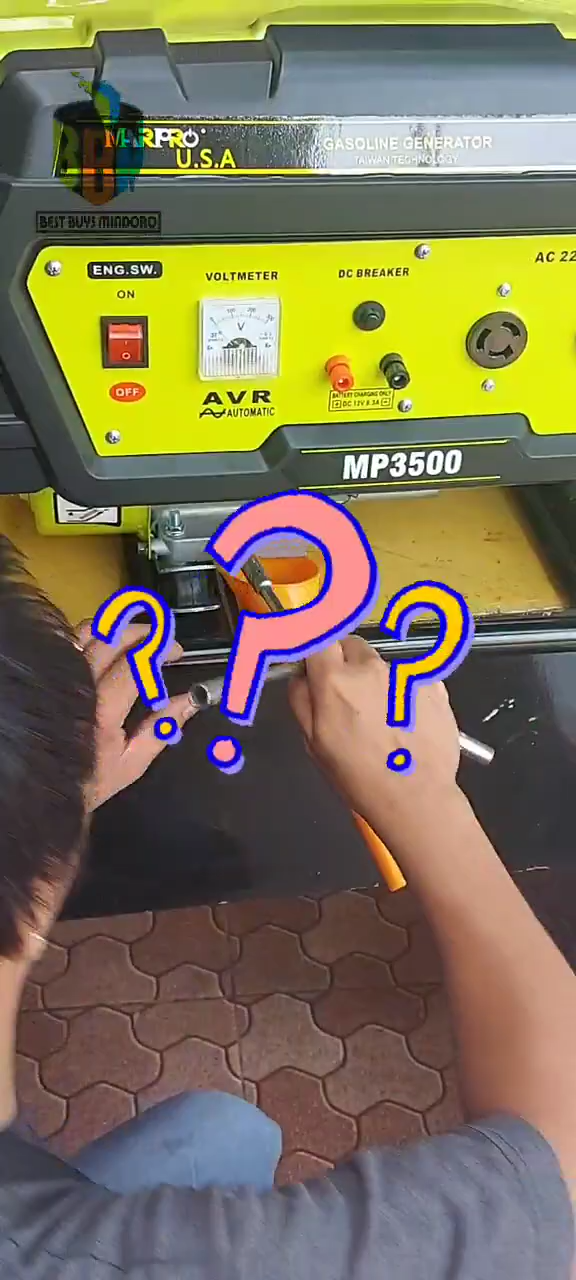 MARPRO
U.S.A
GASOLINE GENERATOR
TAIWAN TECHNOLOGY
BEST BUYS MINDORO
ENG.SW.
ON
OFF
VOLTMETER
V
AVR
AUTOMATIC
DC BREAKER
BATTERY CHARGING ONLY
DC 12V 8.3A
AC 22
MP3500
? ? ?